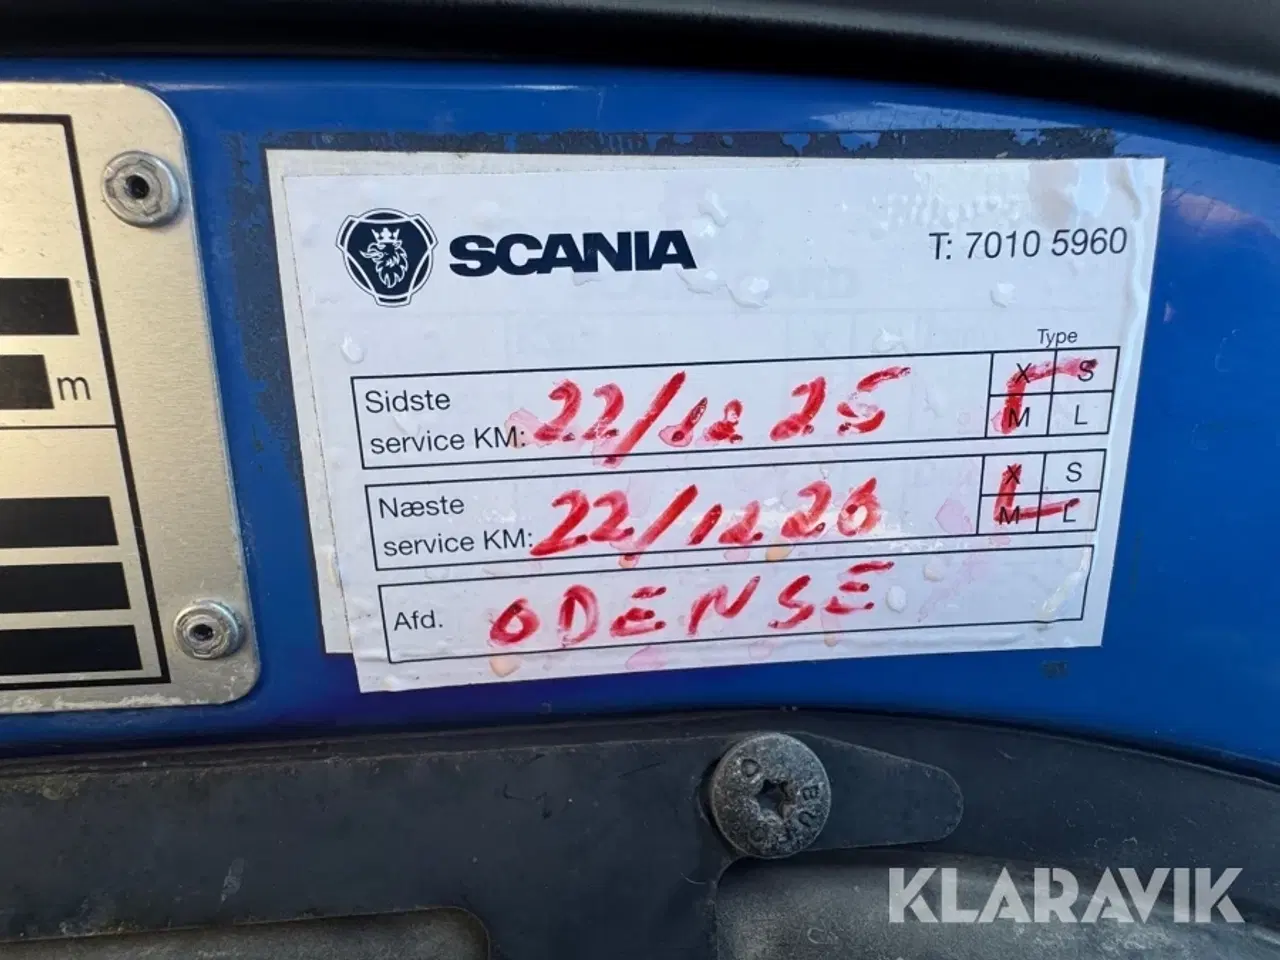 SCANIA
T: 7010 5960
Type
Sidste
service KM: 22/12 25
X S
M L
Næste
service KM: 22/12 26
X S
M L
Afd. ODENSE
m
KLARAVIK